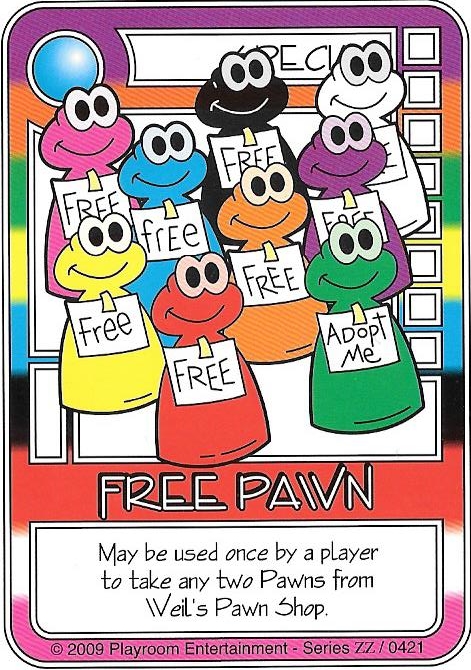 SPECI
FREE
FREE
free
FREE
FREE
Free
FREE
ADOPT
ME
FREE PAWN
May be used once by a player
to take any two Pawns from
Weil's Pawn Shop.
© 2009 Playroom Entertainment - Series ZZ / 0421